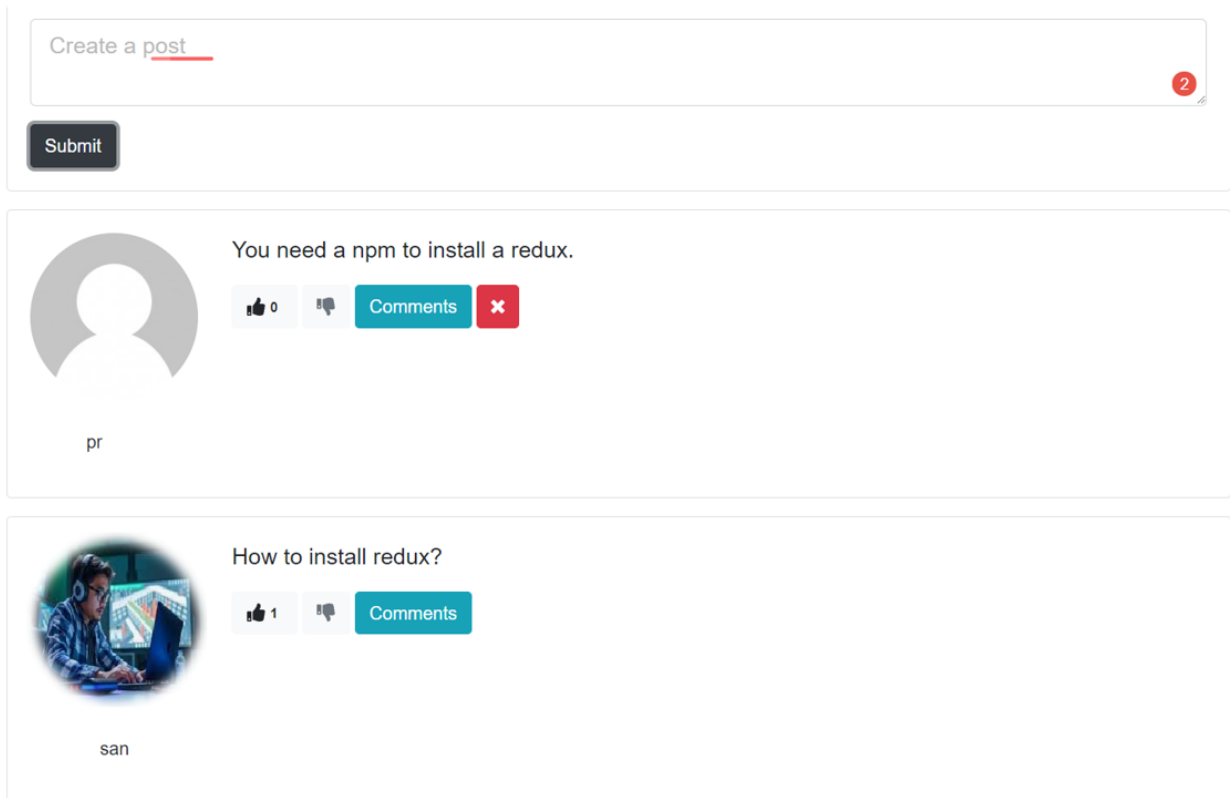 Create a post
2
Submit
You need a npm to install a redux.
0
Comments
pr
How to install redux?
1
Comments
san